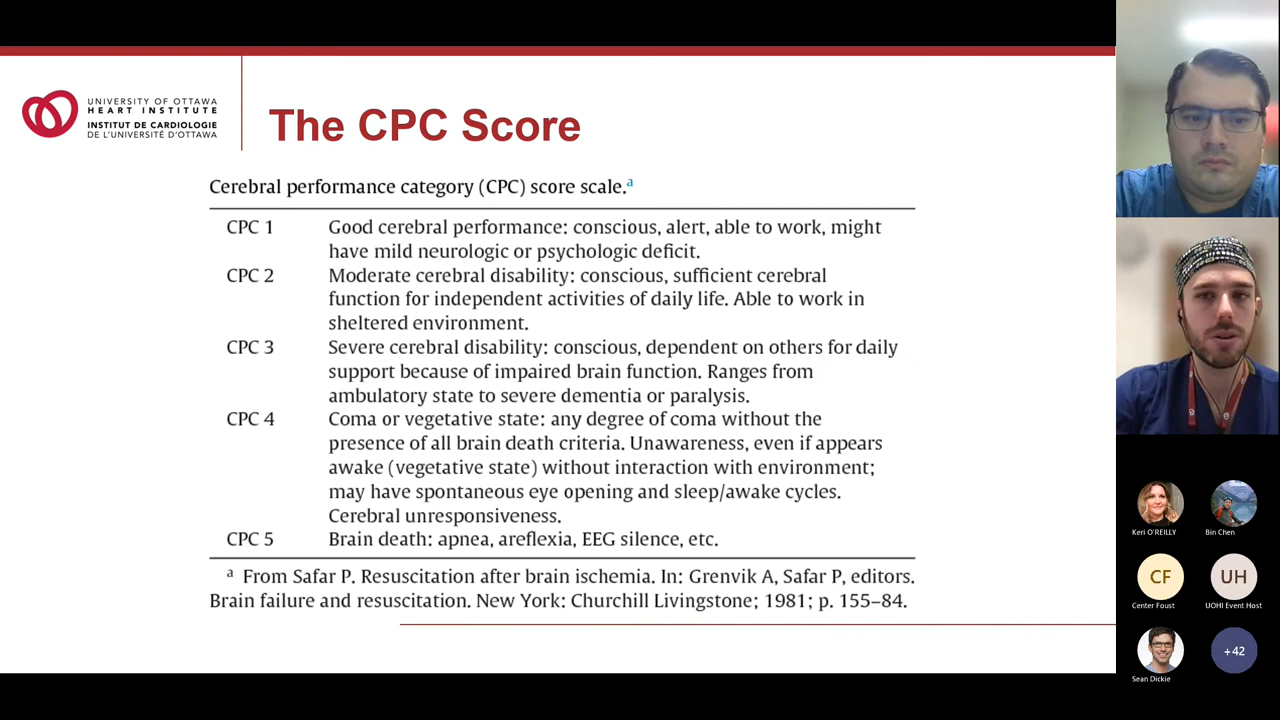 UNIVERSITY OF OTTAWA
HEART INSTITUTE
INSTITUT DE CARDIOLOGIE
DE L'UNIVERSITÉ D'OTTAWA
The CPC Score
Cerebral performance category (CPC) score scale.a
CPC 1 Good cerebral performance: conscious, alert, able to work, might
have mild neurologic or psychologic deficit.
CPC 2 Moderate cerebral disability: conscious, sufficient cerebral
function for independent activities of daily life. Able to work in
sheltered environment.
CPC 3 Severe cerebral disability: conscious, dependent on others for daily
support because of impaired brain function. Ranges from
ambulatory state to severe dementia or paralysis.
CPC 4 Coma or vegetative state: any degree of coma without the
presence of all brain death criteria. Unawareness, even if appears
awake (vegetative state) without interaction with environment;
may have spontaneous eye opening and sleep/awake cycles.
Cerebral unresponsiveness.
CPC 5 Brain death: apnea, areflexia, EEG silence, etc.
a From Safar P. Resuscitation after brain ischemia. In: Grenvik A, Safar P, editors.
Brain failure and resuscitation. New York: Churchill Livingstone; 1981; p. 155–84.
Keri O'REILLY
Bin Chen
CF
UH
Center Foust
UOHI Event Host
+42
Sean Dickie